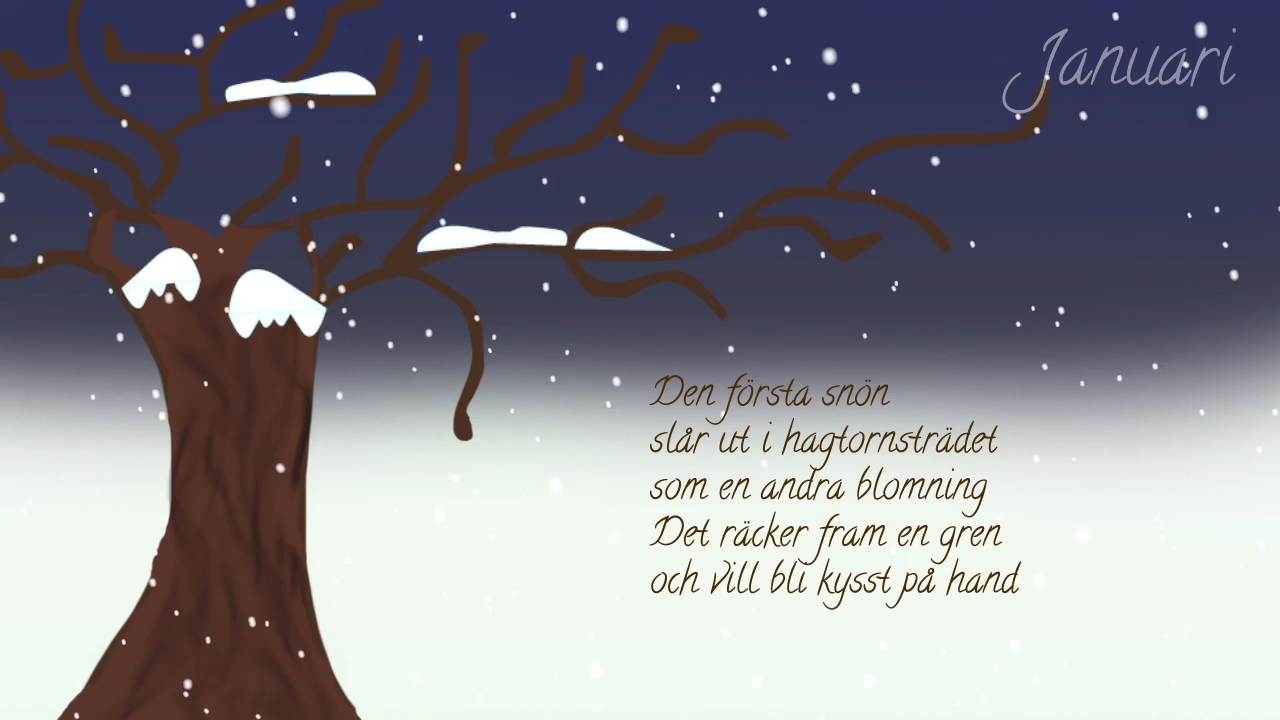 Januari
Den första snön
slår ut i hagtornsträdet
som en andra blomning
Det räcker fram en gren
och vill bli kysst på hand